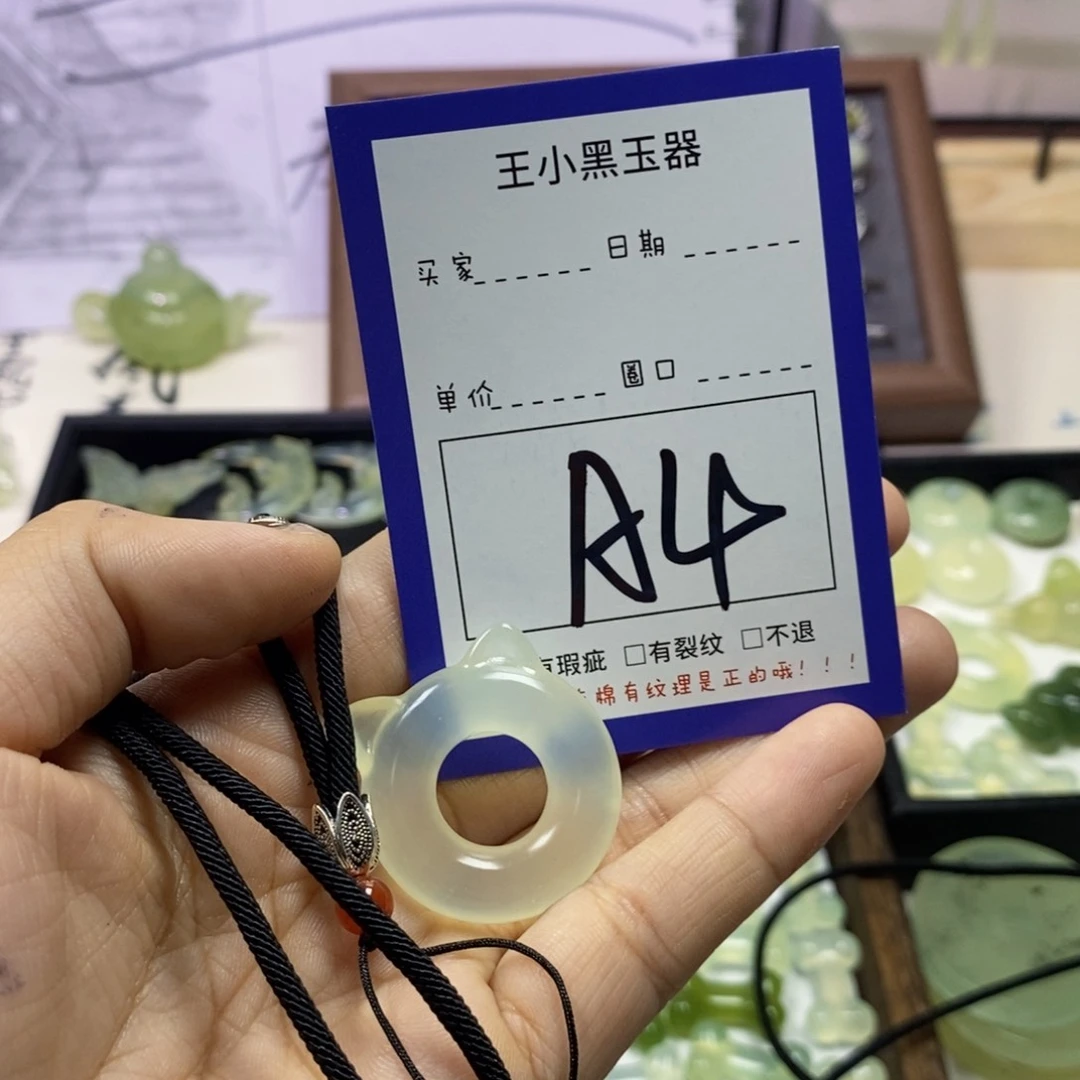 王小黑玉器
买家______ 日期______
单价______ 圈口______
A4
瑕疵 □有裂纹 □不退
棉有纹理是正的哦！！！